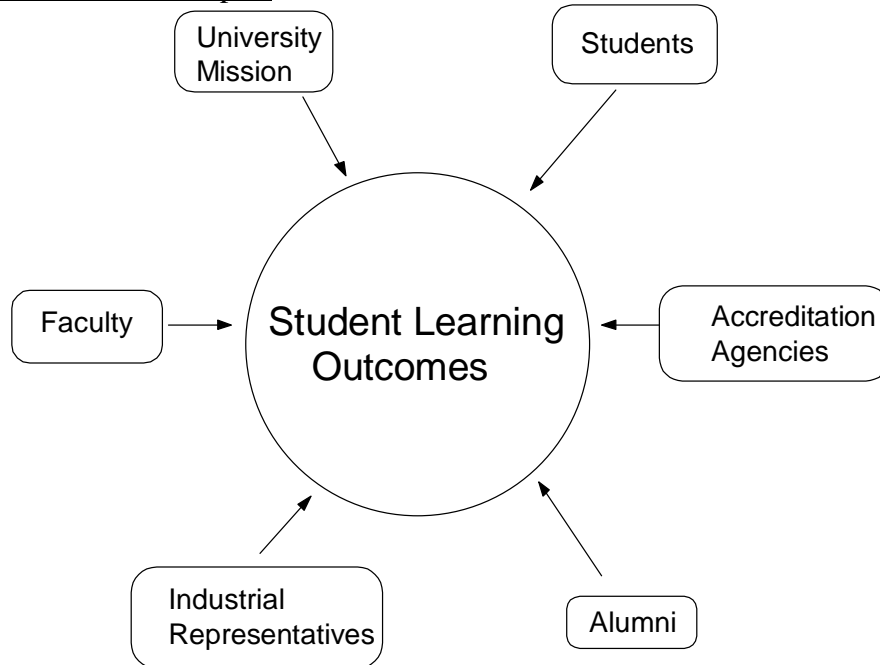 University
Mission
Students
Faculty
Student Learning
Outcomes
Accreditation
Agencies
Industrial
Representatives
Alumni